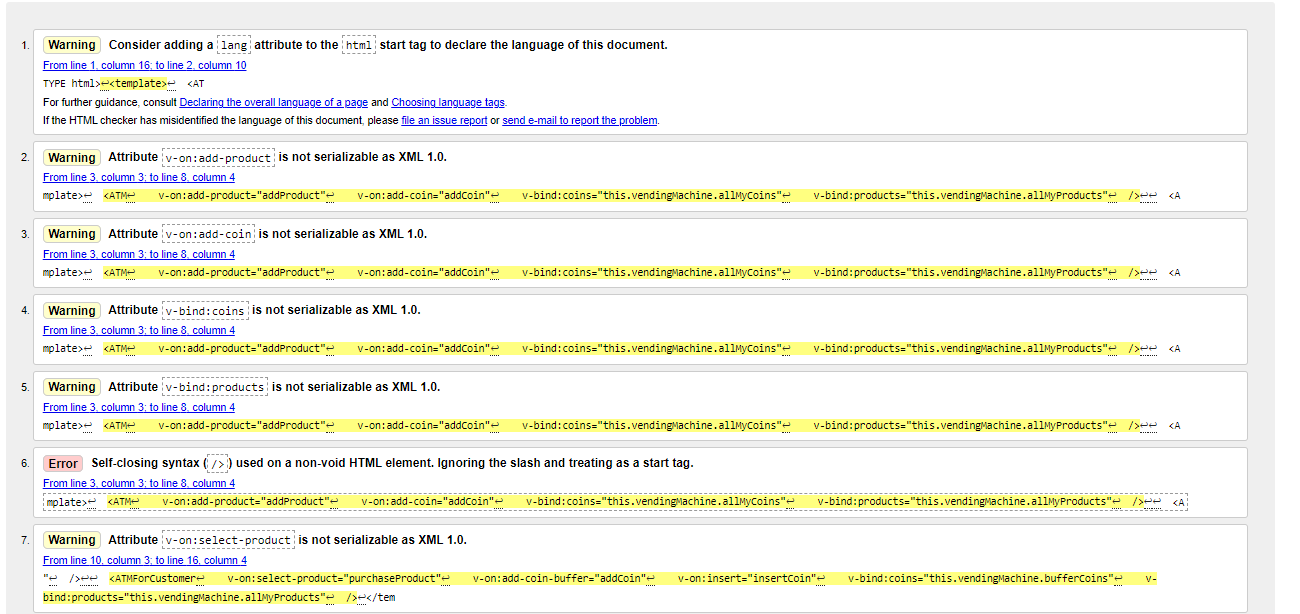 1. Warning Consider adding a lang attribute to the html start tag to declare the language of this document.
From line 1, column 16; to line 2, column 10
TYPE html>↩<template>↩  <AT
For further guidance, consult Declaring the overall language of a page and Choosing language tags.
If the HTML checker has misidentified the language of this document, please file an issue report or send e-mail to report the problem.
2. Warning Attribute v-on:add-product is not serializable as XML 1.0.
From line 3, column 3; to line 8, column 4
mplate>↩  <ATM↩    v-on:add-product="addProduct"↩    v-on:add-coin="addCoin"↩    v-bind:coins="this.vendingMachine.allMyCoins"↩    v-bind:products="this.vendingMachine.allMyProducts"↩  />↩↩  <A
3. Warning Attribute v-on:add-coin is not serializable as XML 1.0.
From line 3, column 3; to line 8, column 4
mplate>↩  <ATM↩    v-on:add-product="addProduct"↩    v-on:add-coin="addCoin"↩    v-bind:coins="this.vendingMachine.allMyCoins"↩    v-bind:products="this.vendingMachine.allMyProducts"↩  />↩↩  <A
4. Warning Attribute v-bind:coins is not serializable as XML 1.0.
From line 3, column 3; to line 8, column 4
mplate>↩  <ATM↩    v-on:add-product="addProduct"↩    v-on:add-coin="addCoin"↩    v-bind:coins="this.vendingMachine.allMyCoins"↩    v-bind:products="this.vendingMachine.allMyProducts"↩  />↩↩  <A
5. Warning Attribute v-bind:products is not serializable as XML 1.0.
From line 3, column 3; to line 8, column 4
mplate>↩  <ATM↩    v-on:add-product="addProduct"↩    v-on:add-coin="addCoin"↩    v-bind:coins="this.vendingMachine.allMyCoins"↩    v-bind:products="this.vendingMachine.allMyProducts"↩  />↩↩  <A
6. Error Self-closing syntax (/>) used on a non-void HTML element. Ignoring the slash and treating as a start tag.
From line 3, column 3; to line 8, column 4
mplate>↩  <ATM↩    v-on:add-product="addProduct"↩    v-on:add-coin="addCoin"↩    v-bind:coins="this.vendingMachine.allMyCoins"↩    v-bind:products="this.vendingMachine.allMyProducts"↩  />↩↩  <A
7. Warning Attribute v-on:select-product is not serializable as XML 1.0.
From line 10, column 3; to line 16, column 4
"↩  />↩↩  <ATMForCustomer↩    v-on:select-product="purchaseProduct"↩    v-on:add-coin-buffer="addCoin"↩    v-on:insert="insertCoin"↩    v-bind:coins="this.vendingMachine.bufferCoins"↩    v-
bind:products="this.vendingMachine.allMyProducts"↩  />↩</tem